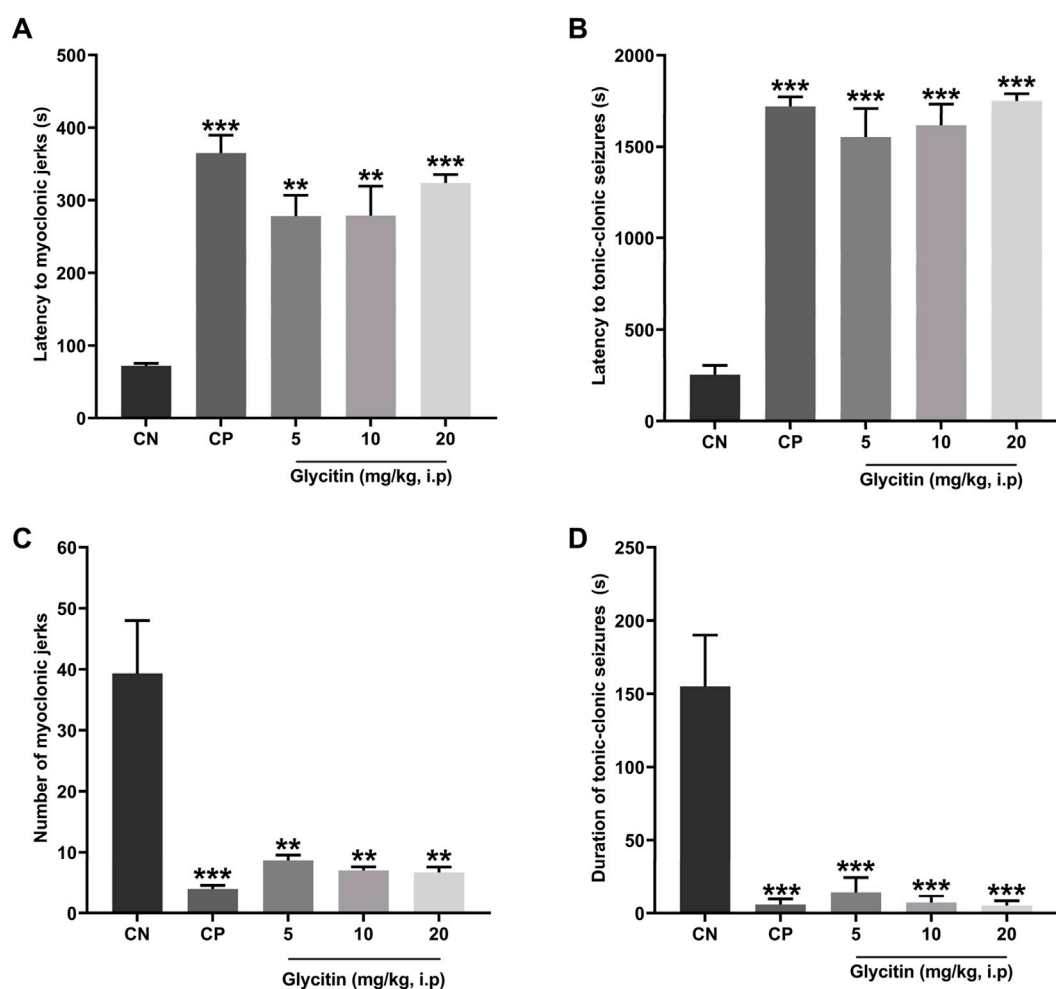 A
Latency to myoclonic jerks (s)
500
400
300
200
100
0
***
**
**
***
CN CP 5 10 20
Glycitin (mg/kg, i.p)
B
Latency to tonic-clonic seizures (s)
2000
1500
1000
500
0
***
***
***
***
CN CP 5 10 20
Glycitin (mg/kg, i.p)
C
Number of myoclonic jerks
60
50
40
30
20
10
0
***
**
**
**
CN CP 5 10 20
Glycitin (mg/kg, i.p)
D
Duration of tonic-clonic seizures (s)
250
200
150
100
50
0
***
***
***
***
CN CP 5 10 20
Glycitin (mg/kg, i.p)